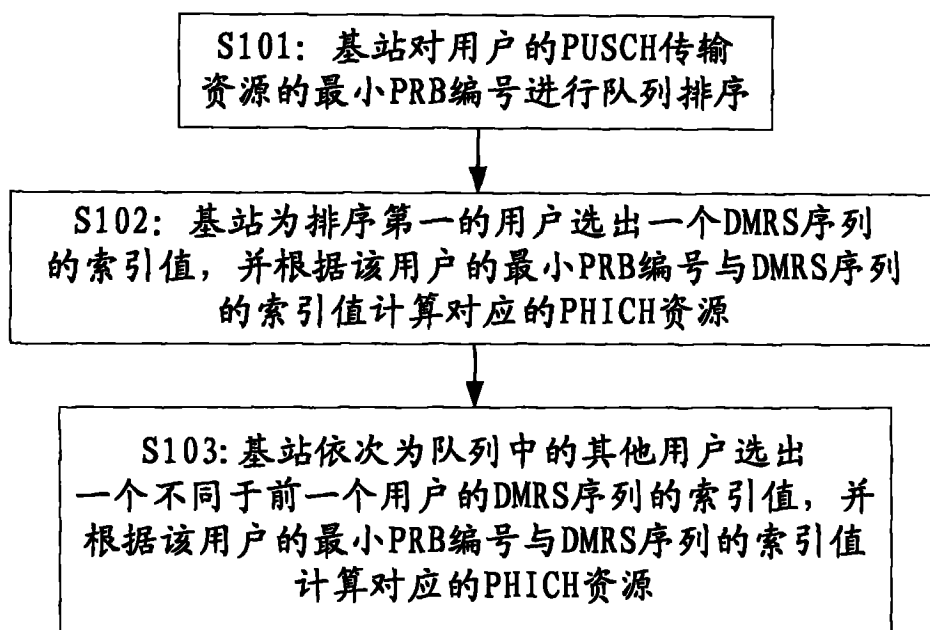 S101: 基站对用户的PUSCH传输
资源的最小PRB编号进行队列排序
S102: 基站为排序第一的用户选出一个DMRS序列
的索引值，并根据该用户的最小PRB编号与DMRS序列
的索引值计算对应的PHICH资源
S103:基站依次为队列中的其他用户选出
一个不同于前一个用户的DMRS序列的索引值，并
根据该用户的最小PRB编号与DMRS序列的索引值
计算对应的PHICH资源